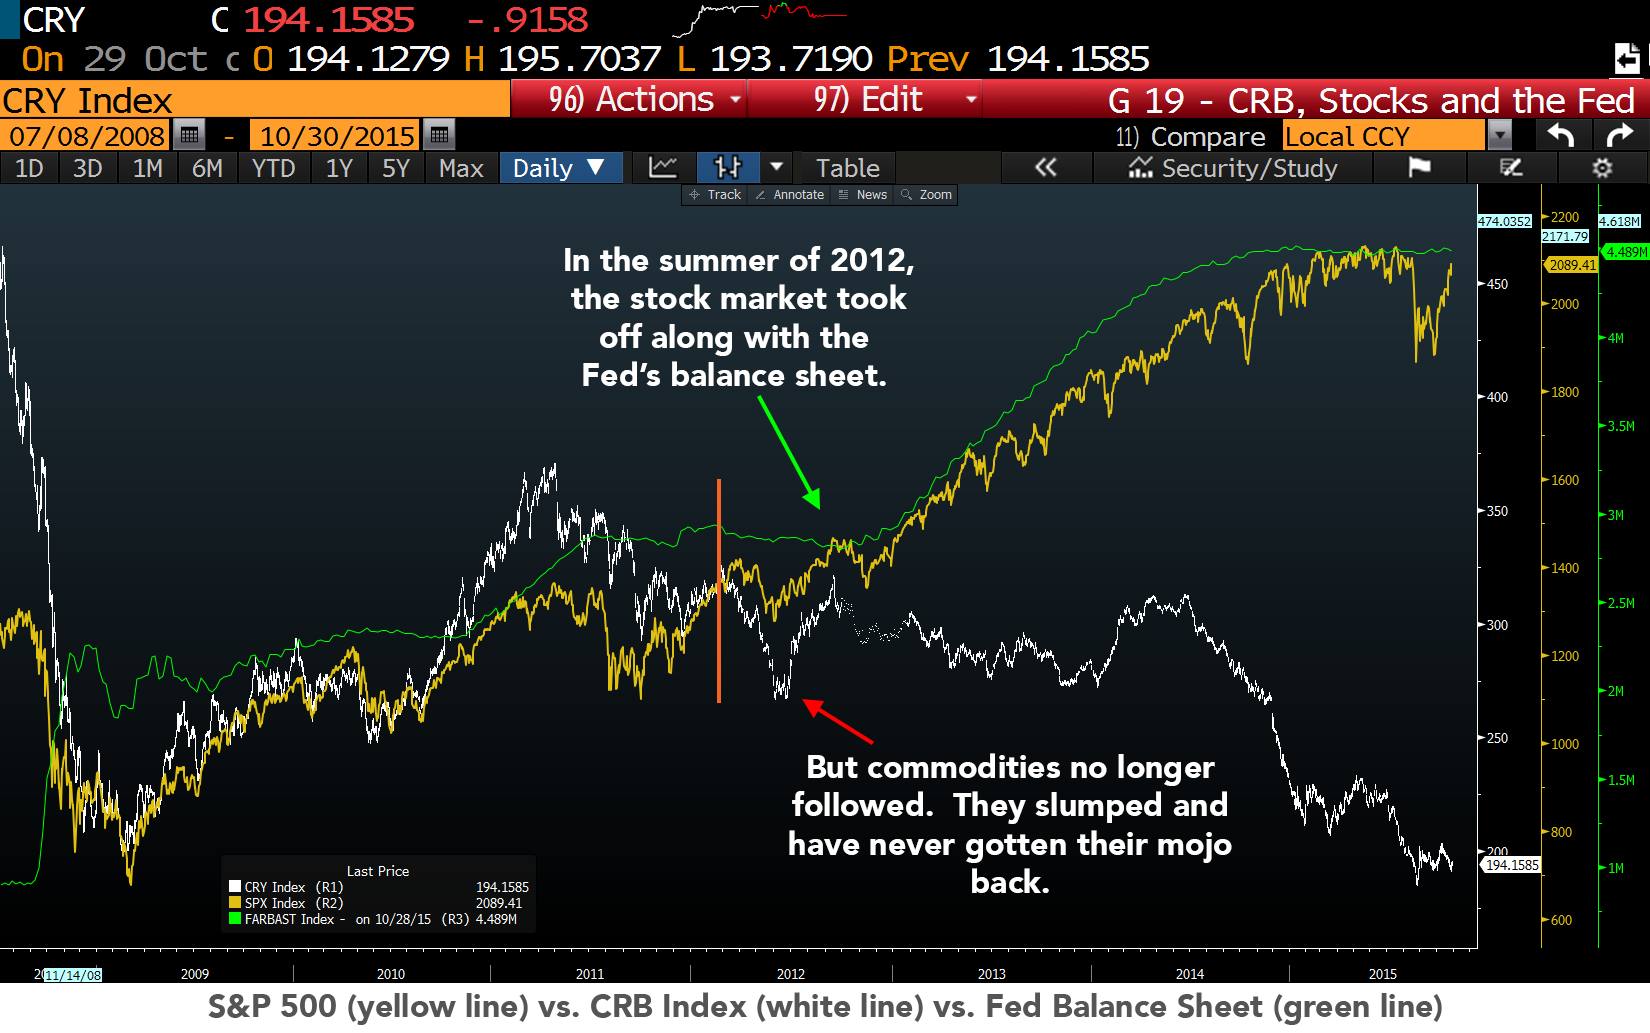 CRY C 194.1585 -.9158
On 29 Oct d O 194.1279 H 195.7037 L 193.7190 Prev 194.1585
CRY Index 96) Actions 97) Edit G 19 - CRB, Stocks and the Fed
07/08/2008 - 10/30/2015 11) Compare Local CCY
1D 3D 1M 6M YTD 1Y 5Y Max Daily ▼ Table « Security/Study
Track Annotate News Zoom
474.0352 2200 4.618M
2171.79
4.489M
2089.41
In the summer of 2012,
the stock market took
off along with the
Fed's balance sheet.
450
2000
4M
400
1800
3.5M
1600
350
3M
1400
2.5M
300
1200
2M
250
1000
1.5M
800
200
194.1585
1M
600
But commodities no longer
followed. They slumped and
have never gotten their mojo
back.
Last Price
CRY Index (R1) 194.1585
SPX Index (R2) 2089.41
FARBAST Index - on 10/28/15 (R3) 4.489M
11/14/08 2009 2010 2011 2012 2013 2014 2015
S&P 500 (yellow line) vs. CRB Index (white line) vs. Fed Balance Sheet (green line)